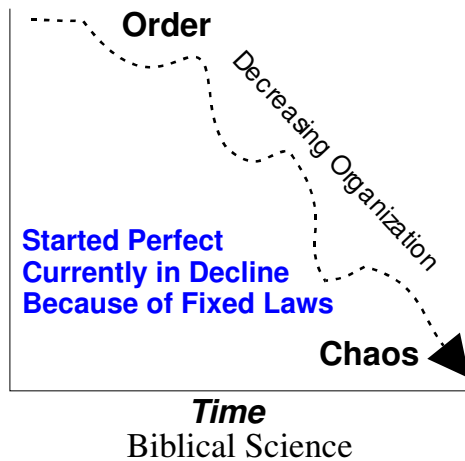 Order
Decreasing Organization
Started Perfect
Currently in Decline
Because of Fixed Laws
Chaos
Time
Biblical Science